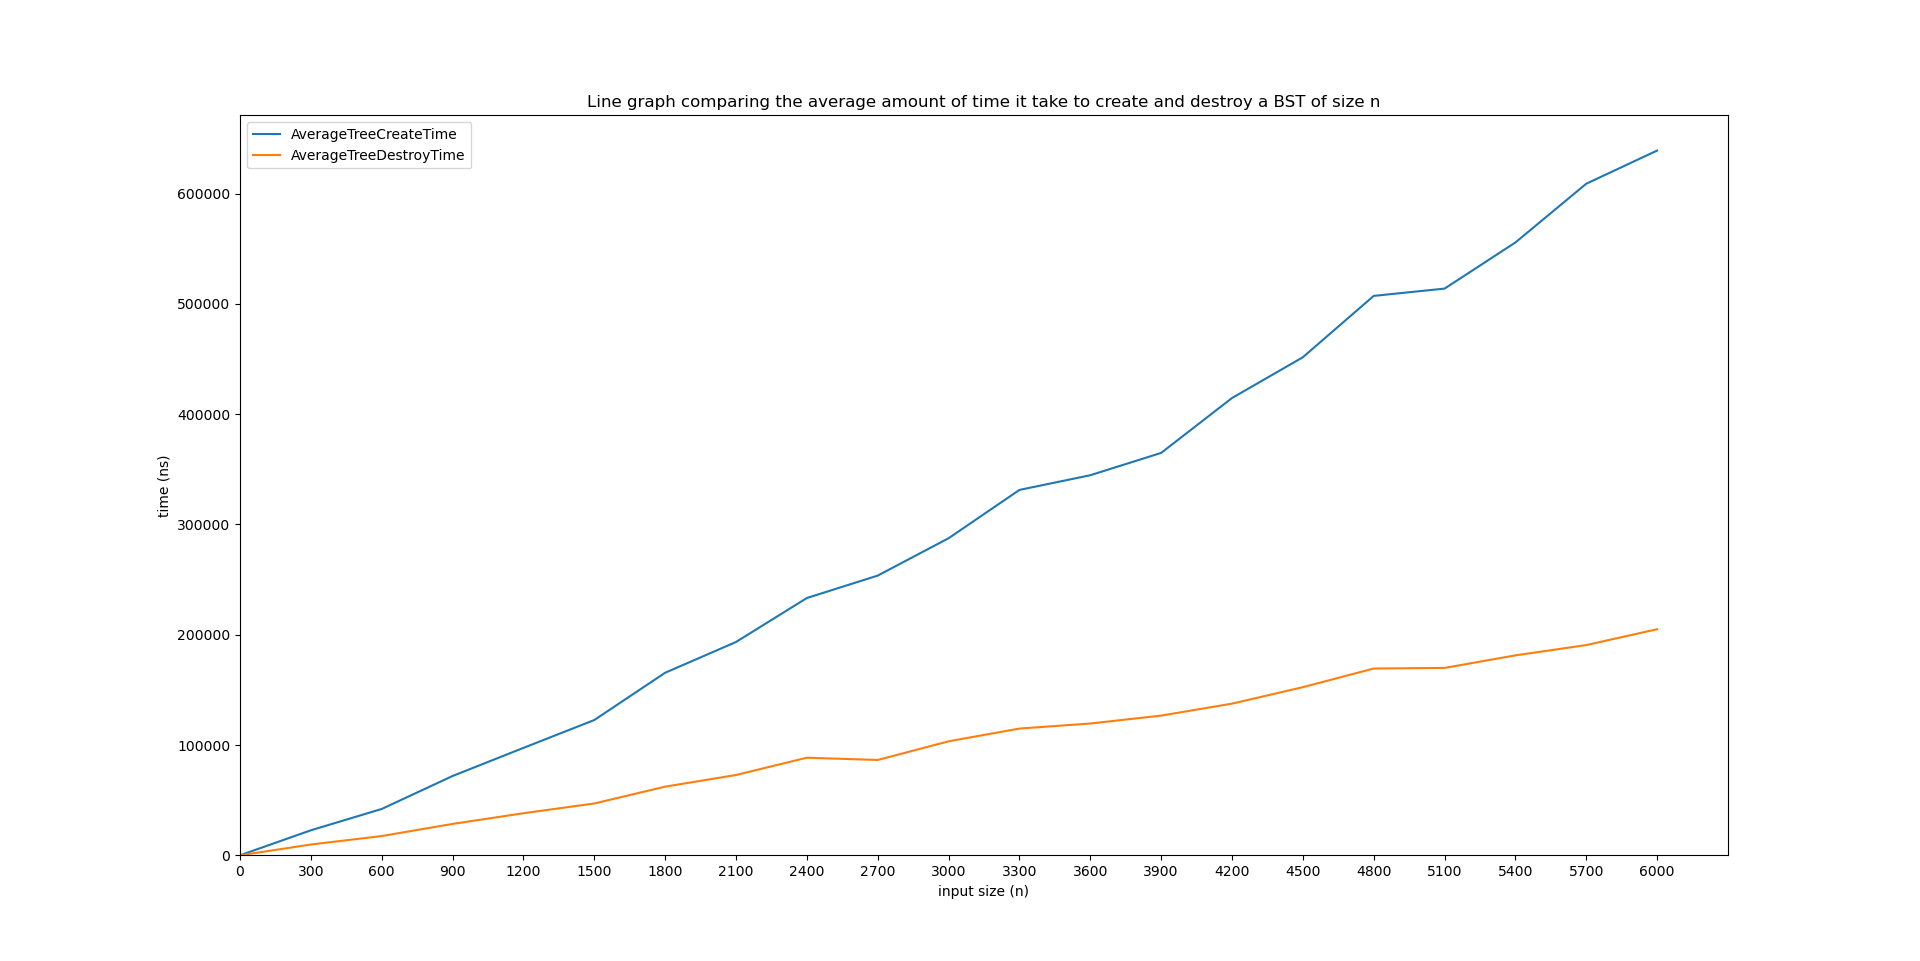 Line graph comparing the average amount of time it take to create and destroy a BST of size n
AverageTreeCreateTime
AverageTreeDestroyTime
600000
500000
400000
300000
200000
100000
0
time (ns)
0 300 600 900 1200 1500 1800 2100 2400 2700 3000 3300 3600 3900 4200 4500 4800 5100 5400 5700 6000
input size (n)